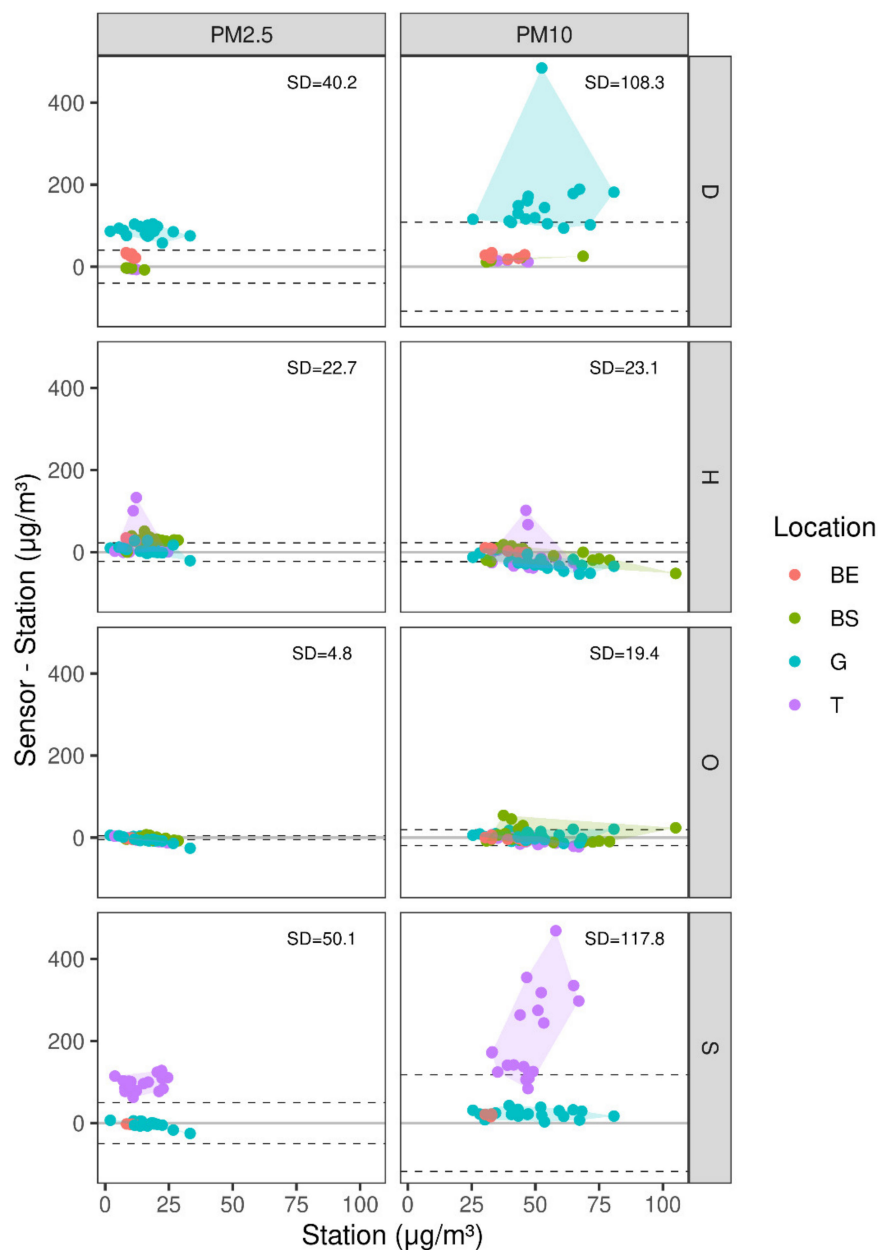 PM2.5 PM10
SD=40.2 SD=108.3
400
200
0
D
SD=22.7 SD=23.1
400
200
0
H
Sensor - Station (µg/m³)
Location
BE
BS
G
T
SD=4.8 SD=19.4
400
200
0
O
SD=50.1 SD=117.8
400
200
0
S
0 25 50 75 100 0 25 50 75 100
Station (µg/m³)